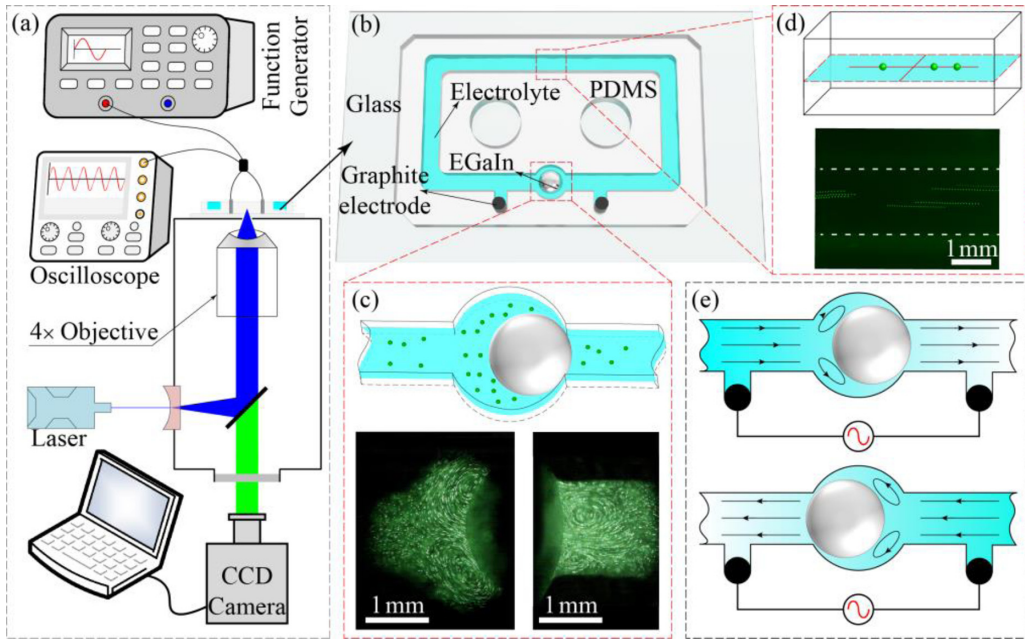 (a)
Function
Generator
Oscilloscope
4× Objective
Laser
CCD
Camera
(b)
Glass
Electrolyte
PDMS
EGaIn
Graphite
electrode
(c)
1 mm
1 mm
(d)
1 mm
(e)